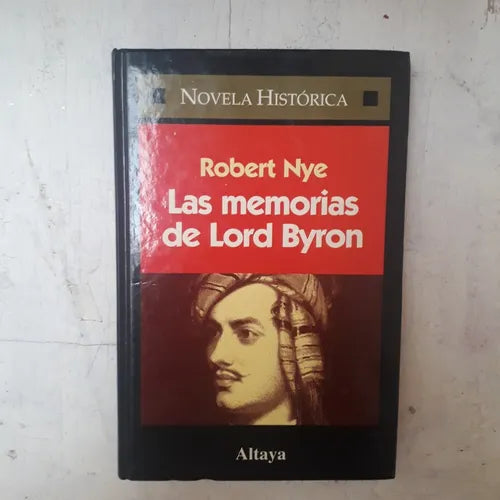 NOVELA HISTÓRICA
Robert Nye
Las memorias
de Lord Byron
Altaya